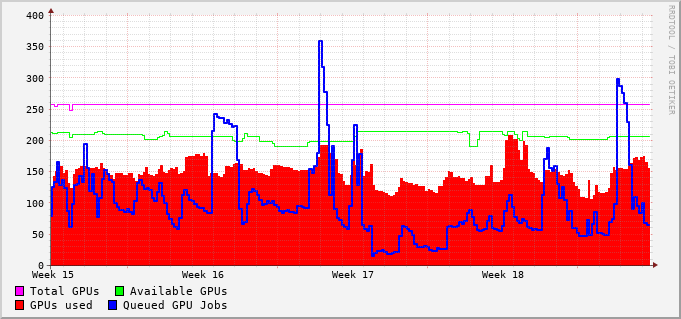 400
350
300
250
200
150
100
50
0
Week 15 Week 16 Week 17 Week 18
Total GPUs Available GPUs
GPUs used Queued GPU Jobs
RRDTOOL / TOBI OETIKER